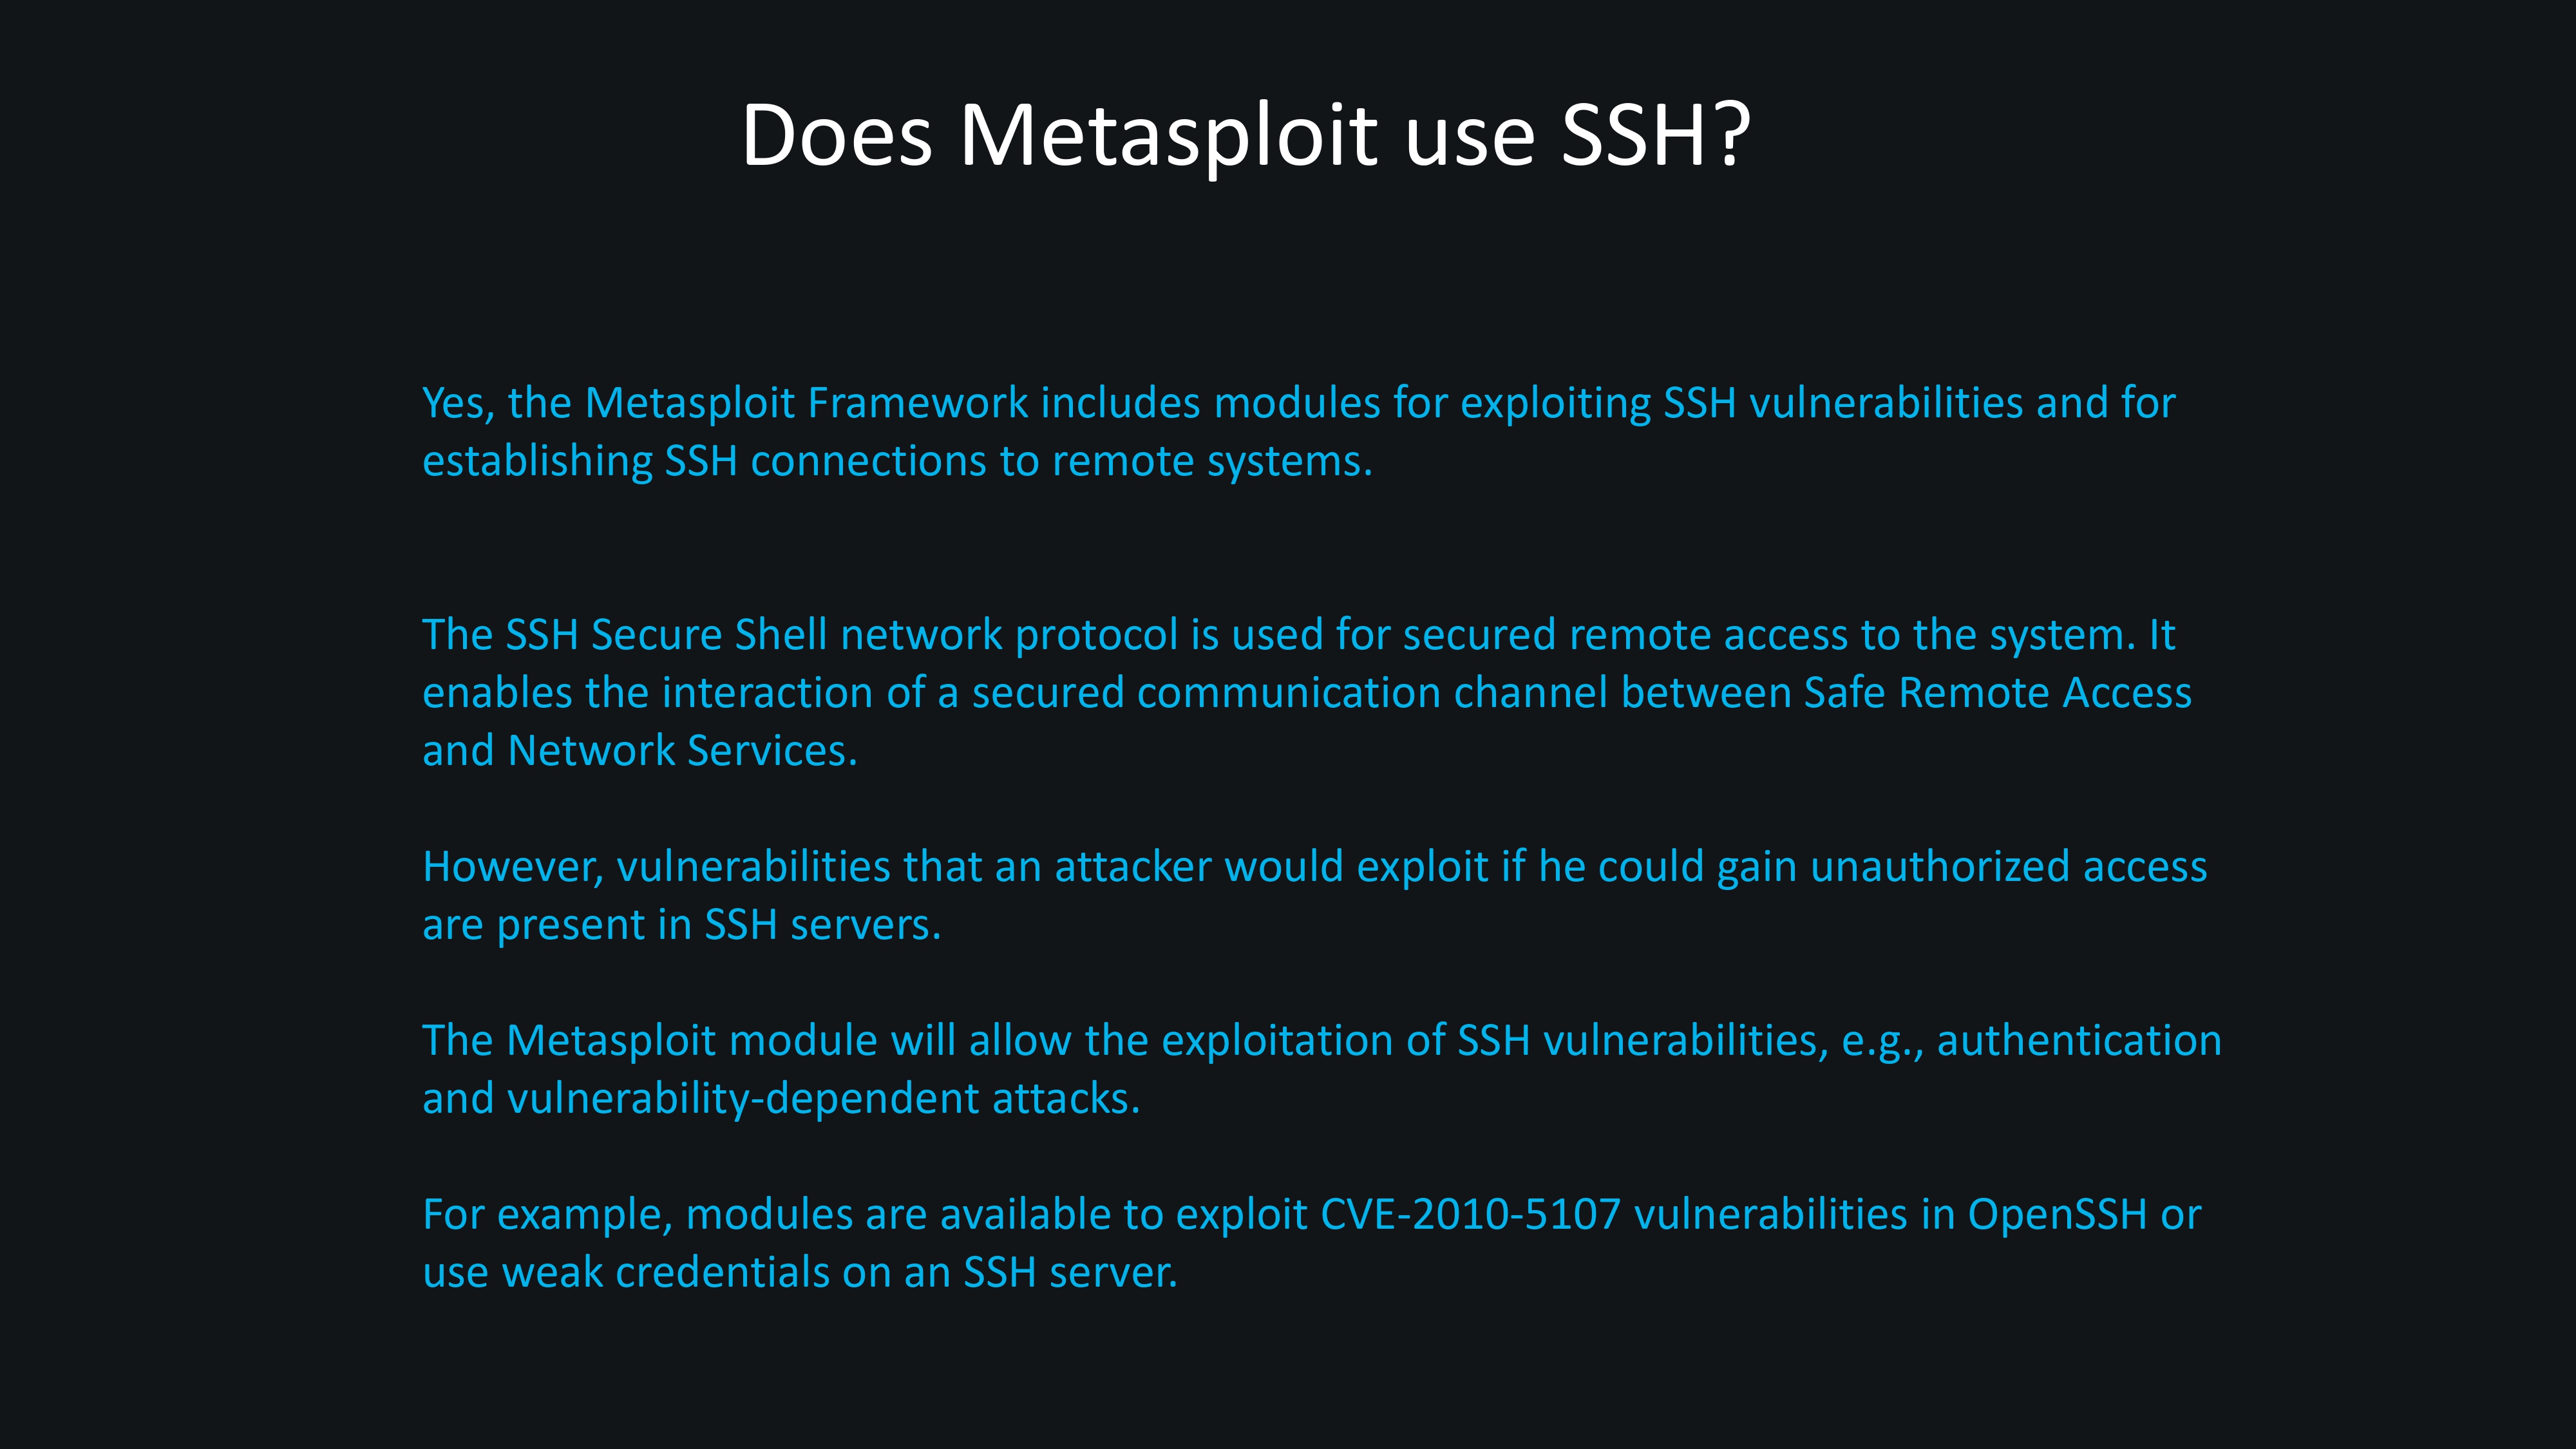 Does Metasploit use SSH?
Yes, the Metasploit Framework includes modules for exploiting SSH vulnerabilities and for
establishing SSH connections to remote systems.
The SSH Secure Shell network protocol is used for secured remote access to the system. It
enables the interaction of a secured communication channel between Safe Remote Access
and Network Services.
However, vulnerabilities that an attacker would exploit if he could gain unauthorized access
are present in SSH servers.
The Metasploit module will allow the exploitation of SSH vulnerabilities, e.g., authentication
and vulnerability-dependent attacks.
For example, modules are available to exploit CVE-2010-5107 vulnerabilities in OpenSSH or
use weak credentials on an SSH server.